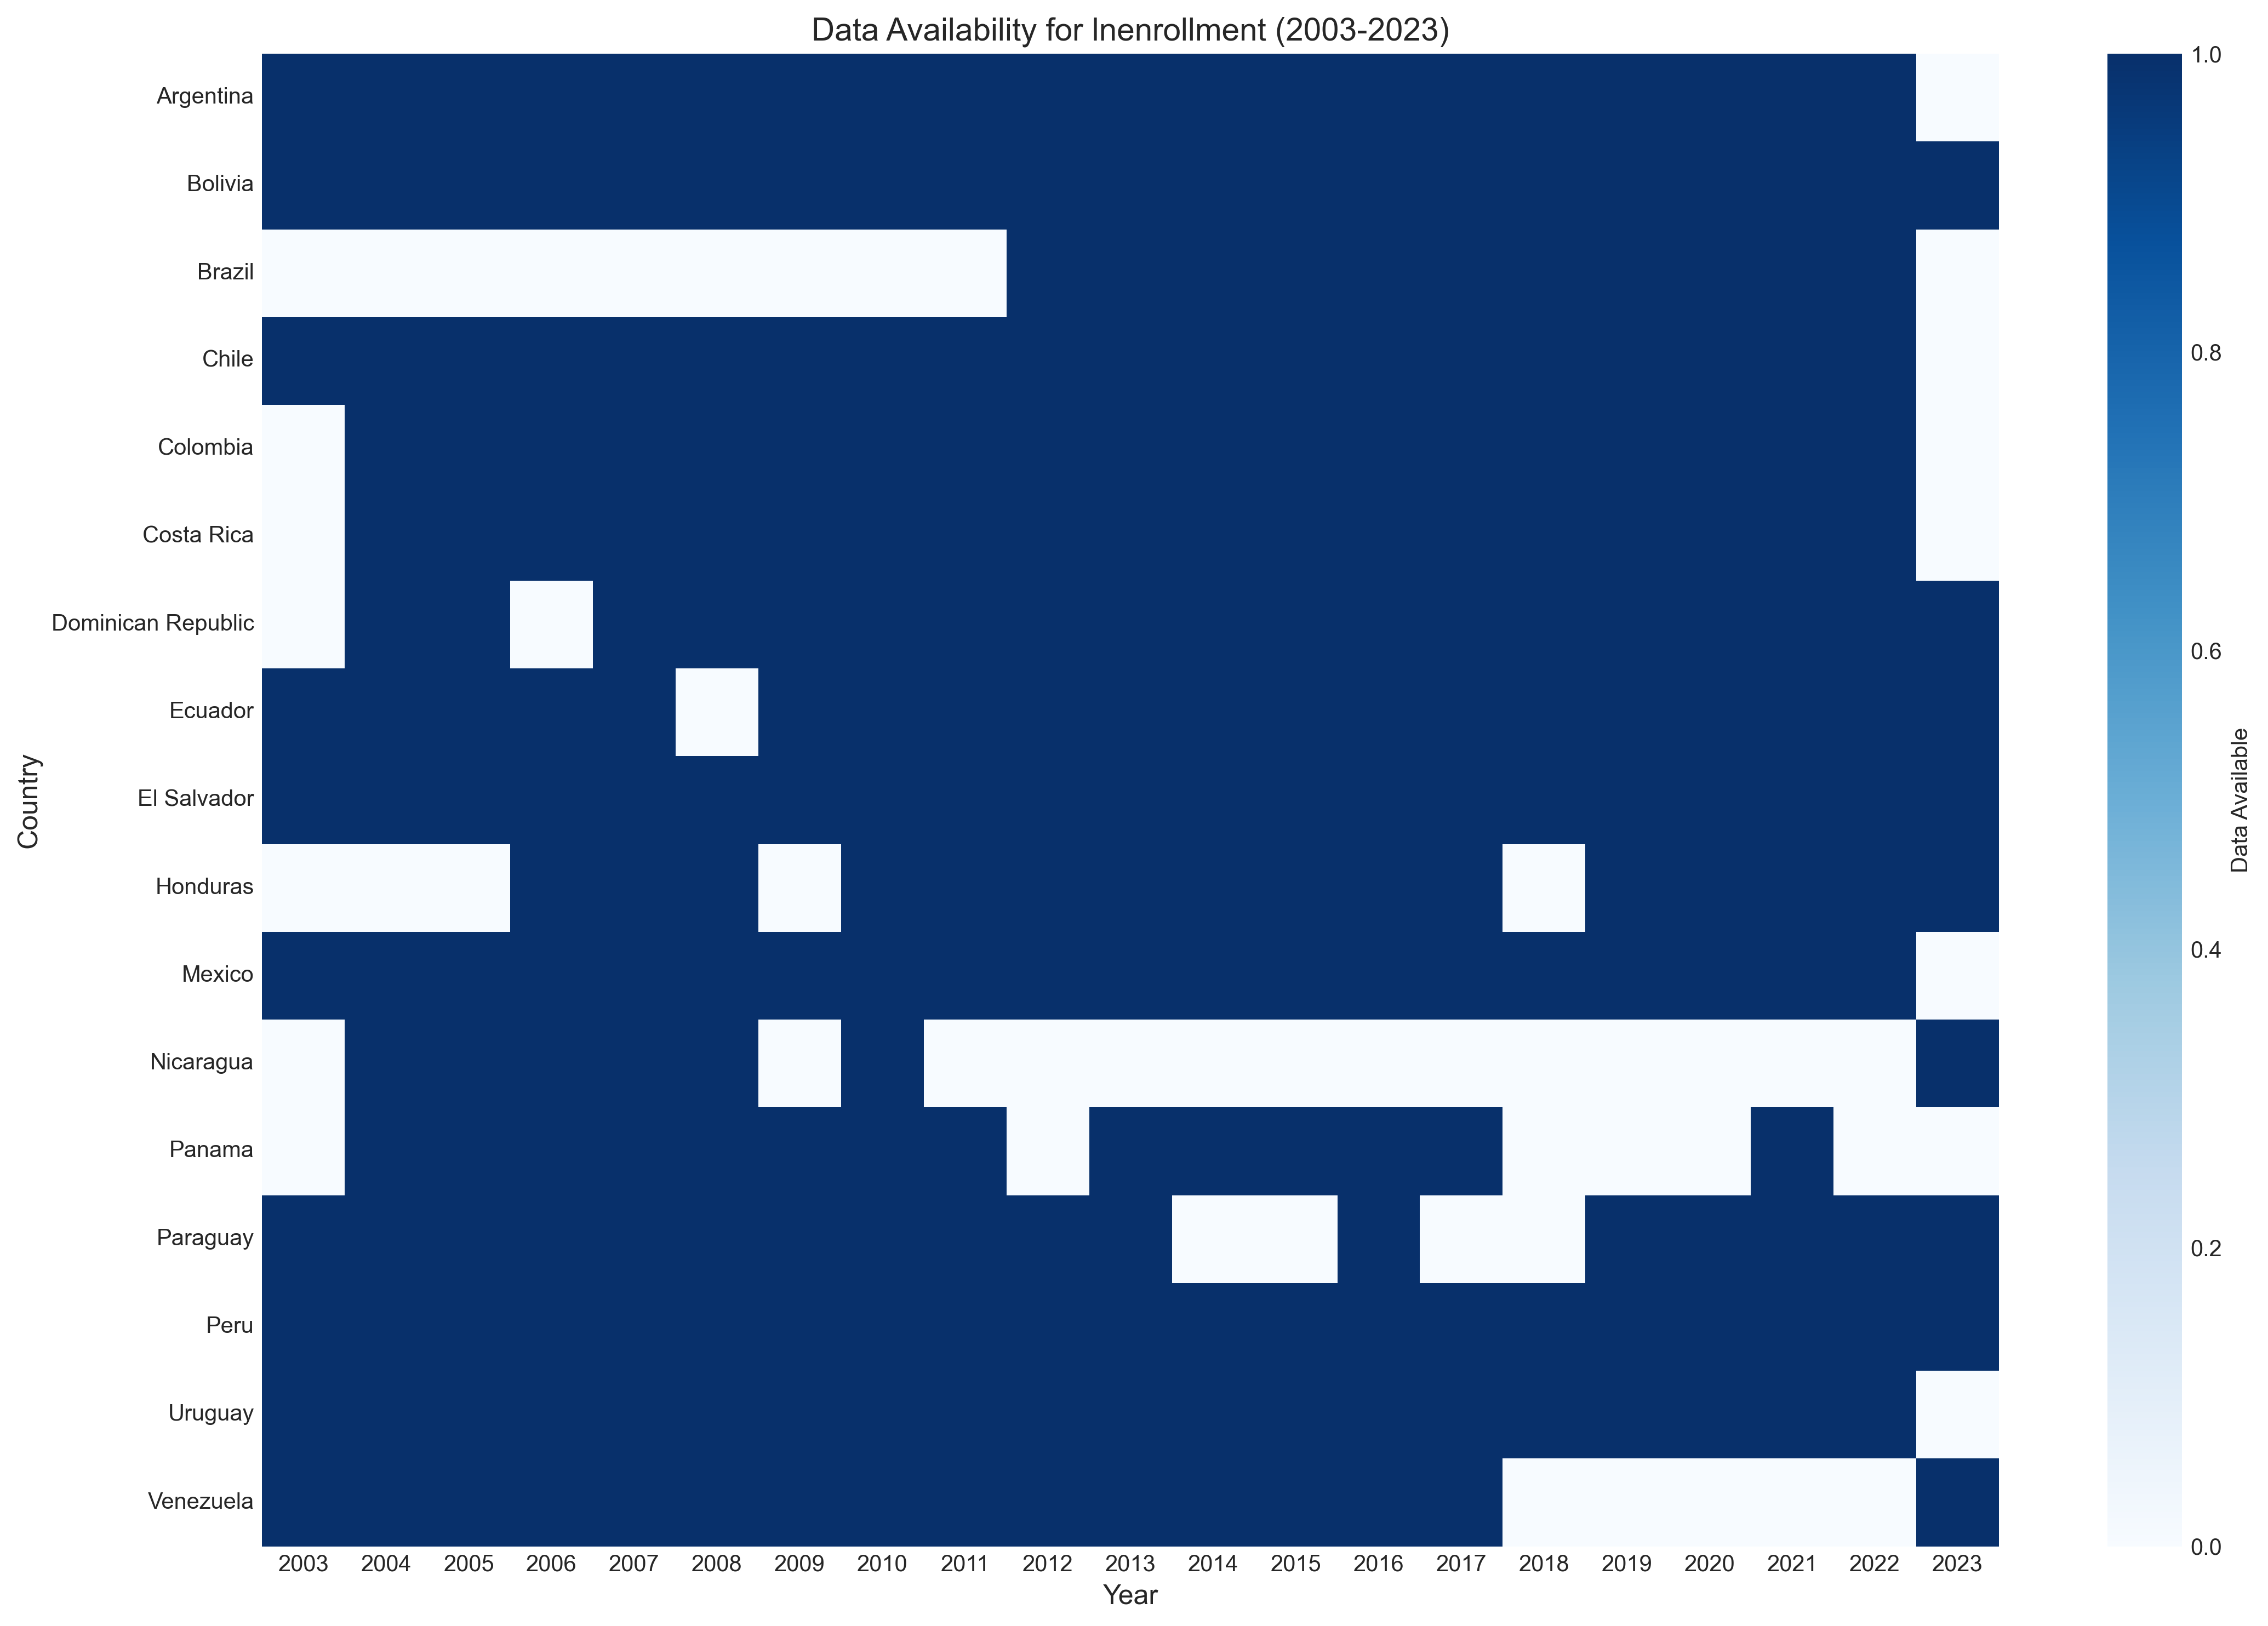 Data Availability for lnenrollment (2003-2023)
Argentina
Bolivia
Brazil
Chile
Colombia
Costa Rica
Dominican Republic
Ecuador
El Salvador
Honduras
Mexico
Nicaragua
Panama
Paraguay
Peru
Uruguay
Venezuela
Country
2003 2004 2005 2006 2007 2008 2009 2010 2011 2012 2013 2014 2015 2016 2017 2018 2019 2020 2021 2022 2023
Year
1.0
0.8
0.6
0.4
0.2
0.0
Data Available